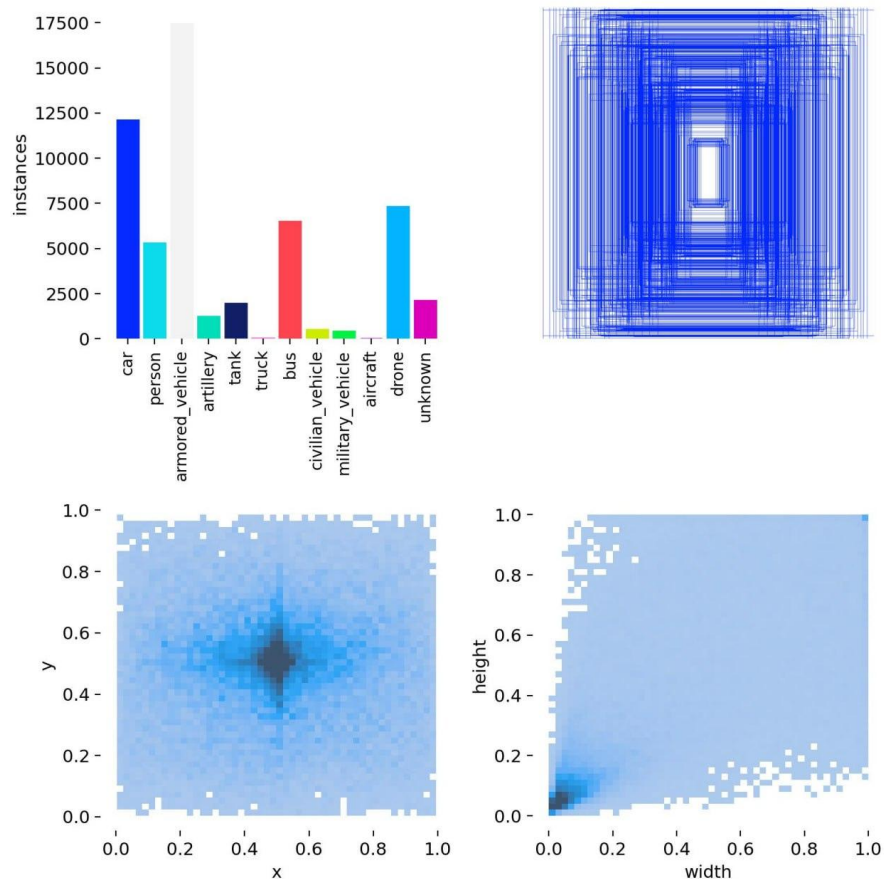 instances
17500
15000
12500
10000
7500
5000
2500
0
car
person
armored_vehicle
artillery
tank
truck
bus
civilian_vehicle
military_vehicle
aircraft
drone
unknown
y
1.0
0.8
0.6
0.4
0.2
0.0
0.0 0.2 0.4 0.6 0.8 1.0
x
height
1.0
0.8
0.6
0.4
0.2
0.0
0.0 0.2 0.4 0.6 0.8 1.0
width